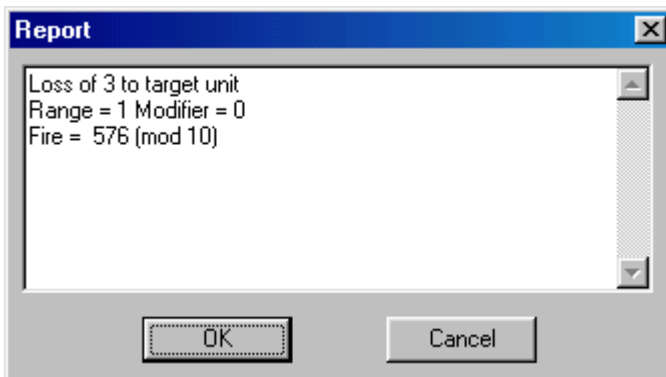 Report
Loss of 3 to target unit
Range = 1 Modifier = 0
Fire =  576 (mod 10)
OK
Cancel